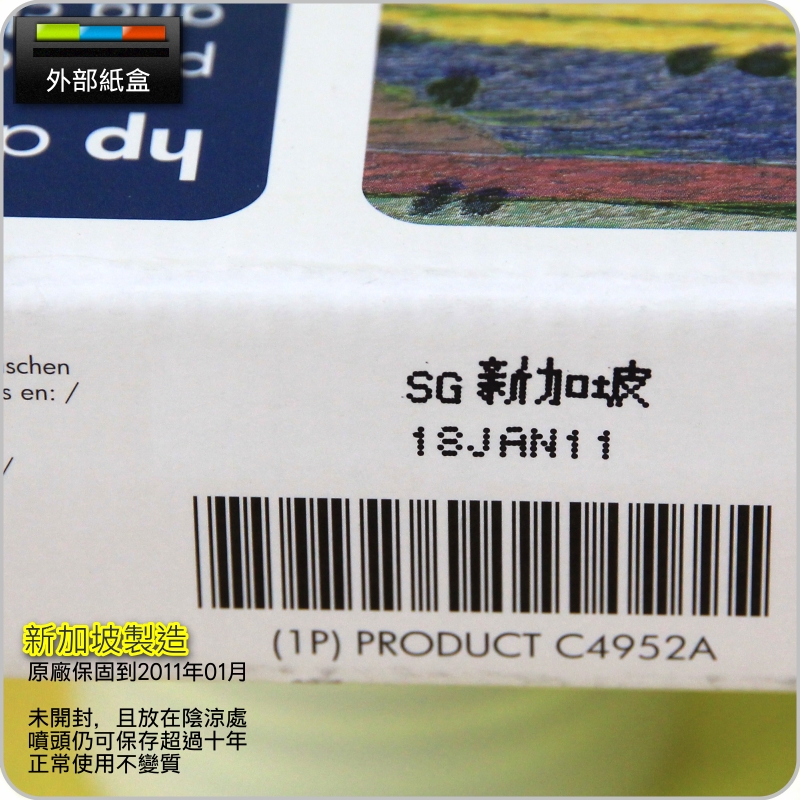 外部紙盒
hp
schen
s en: /
/
SG 新加坡
18JAN11
(1P) PRODUCT C4952A
新加坡製造
原廠保固到2011年01月
未開封，且放在陰涼處
噴頭仍可保存超過十年
正常使用不變質